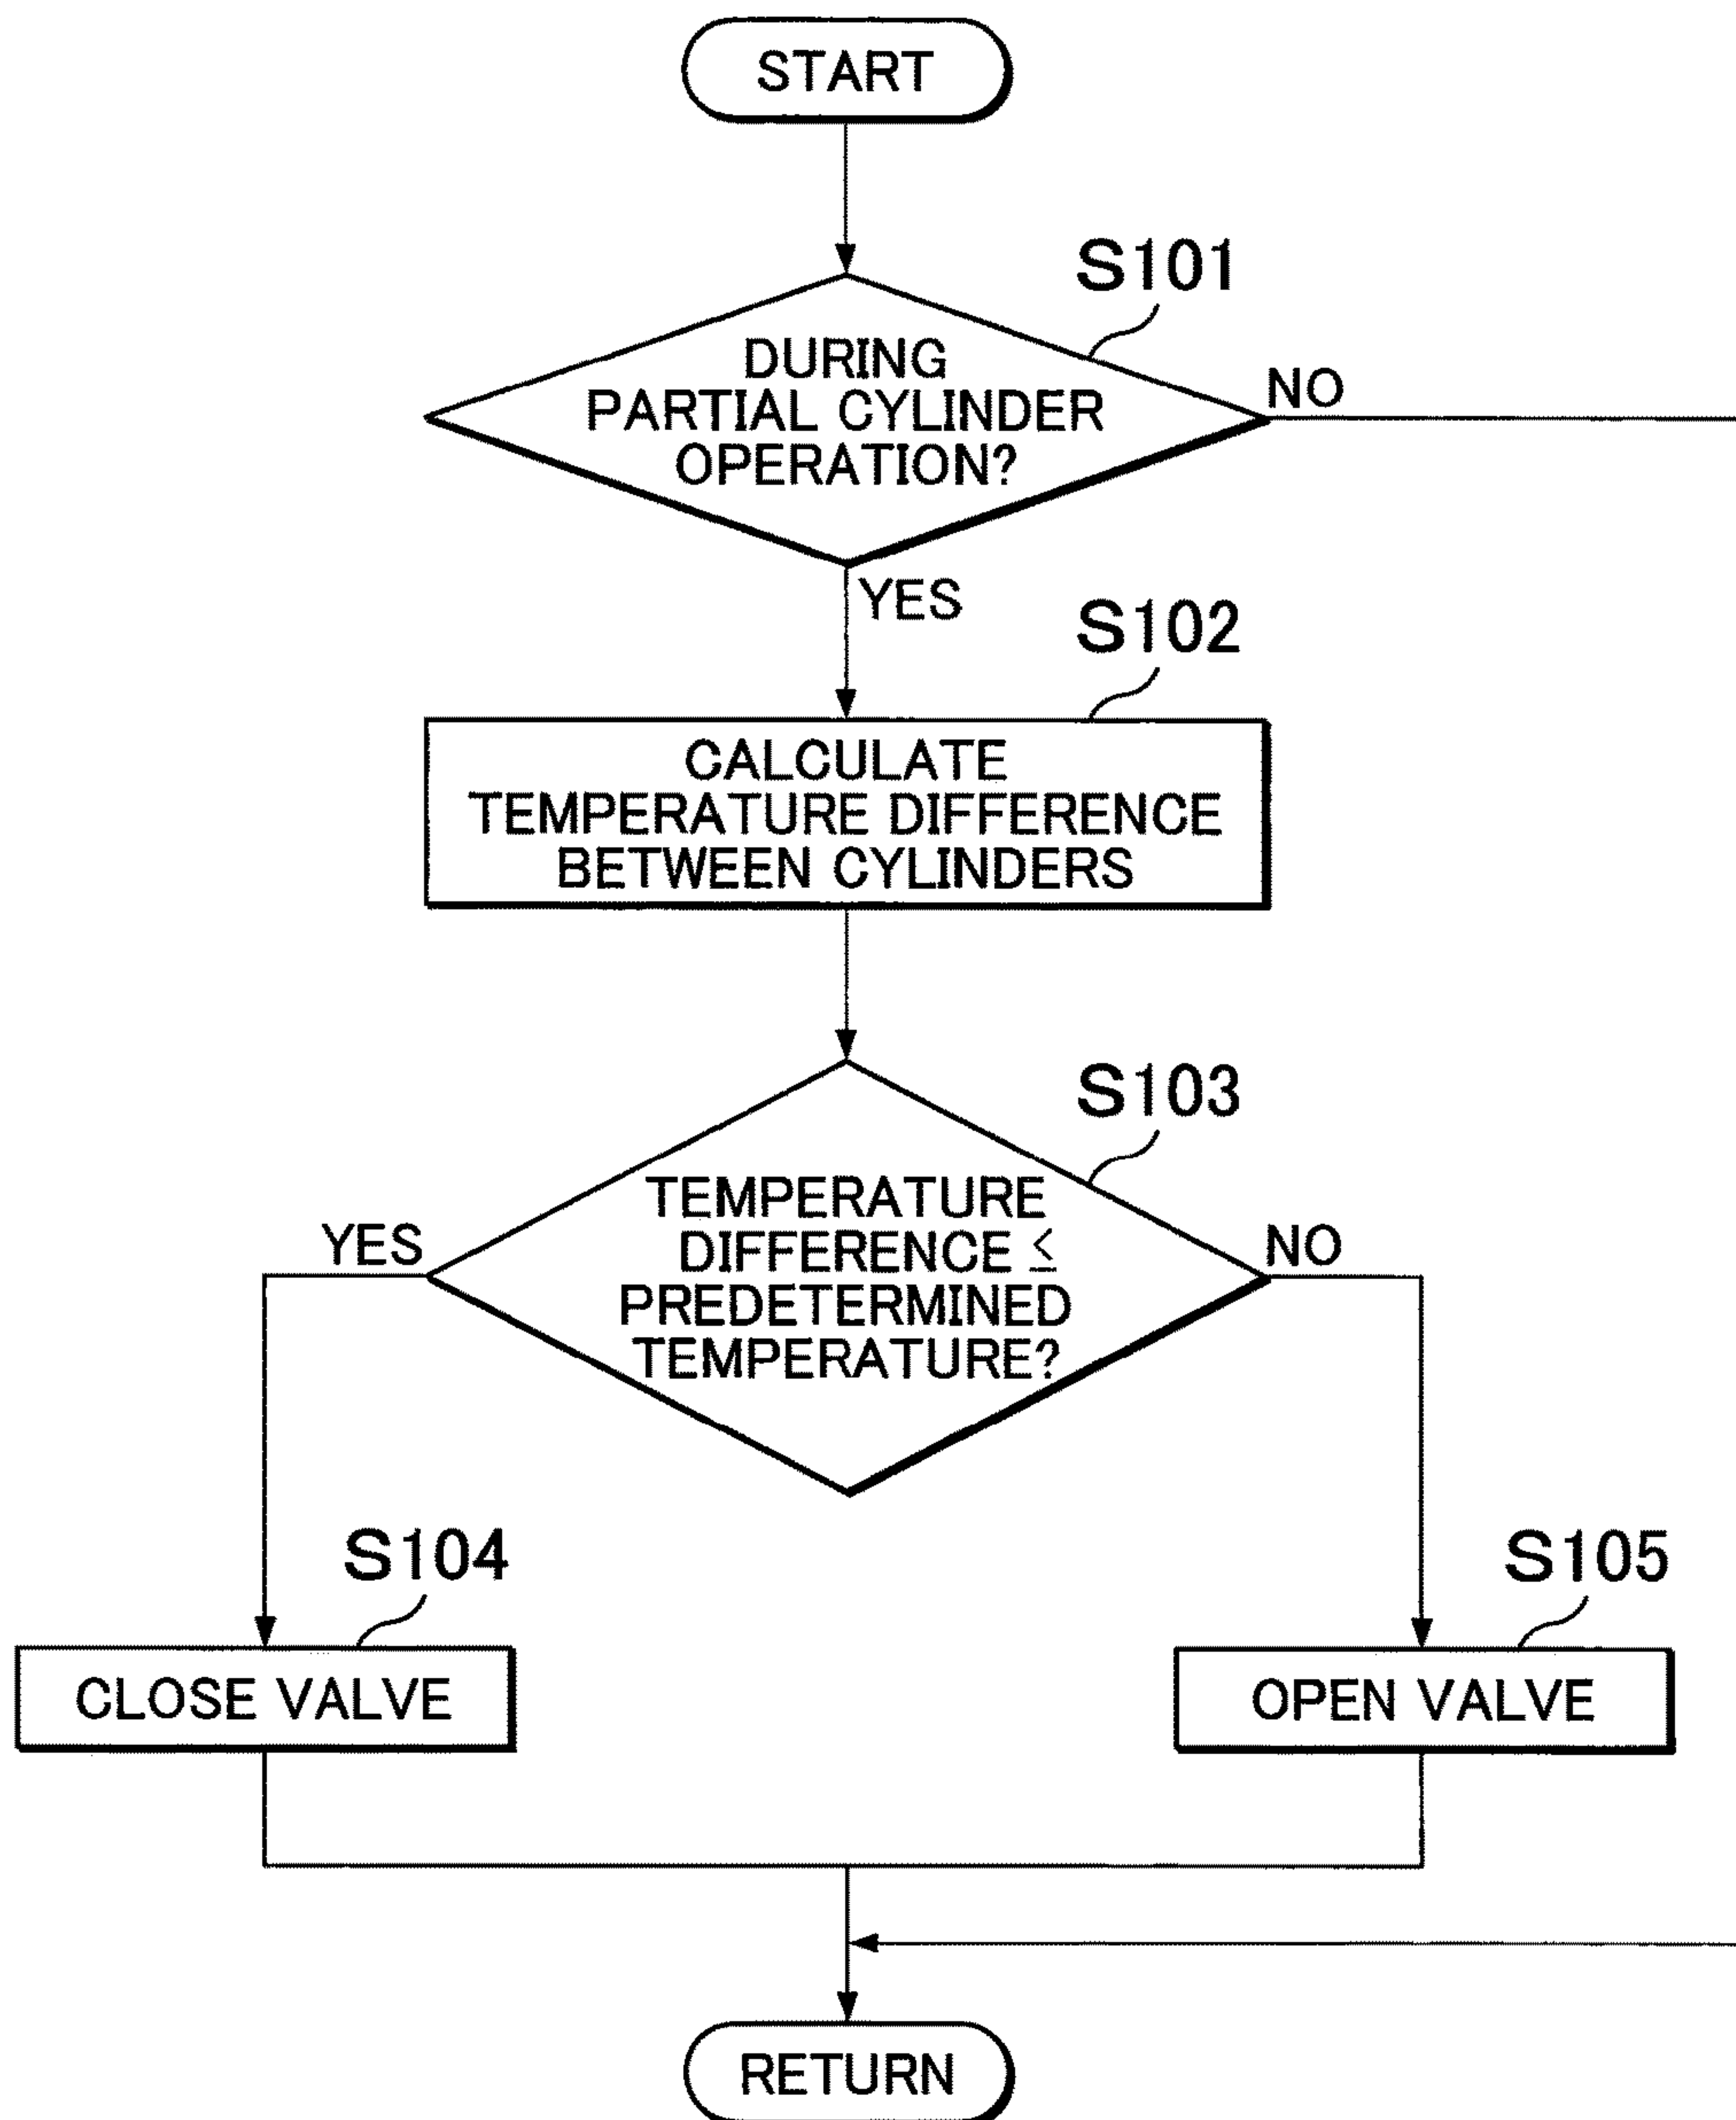 START
S101
DURING
PARTIAL CYLINDER
OPERATION?
NO
YES
S102
CALCULATE
TEMPERATURE DIFFERENCE
BETWEEN CYLINDERS
S103
TEMPERATURE
DIFFERENCE ≤
PREDETERMINED
TEMPERATURE?
YES
NO
S104
CLOSE VALVE
S105
OPEN VALVE
RETURN